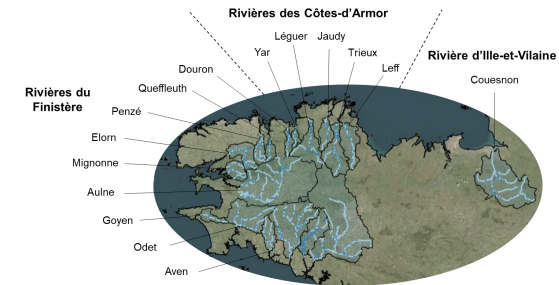 Rivières des Côtes-d'Armor
Léguer
Jaudy
Yar
Trieux
Leff
Rivière d'Ille-et-Vilaine
Couesnon
Douron
Rivières du
Finistère
Queffleuth
Penzé
Elorn
Mignonne
Aulne
Goyen
Odet
Aven